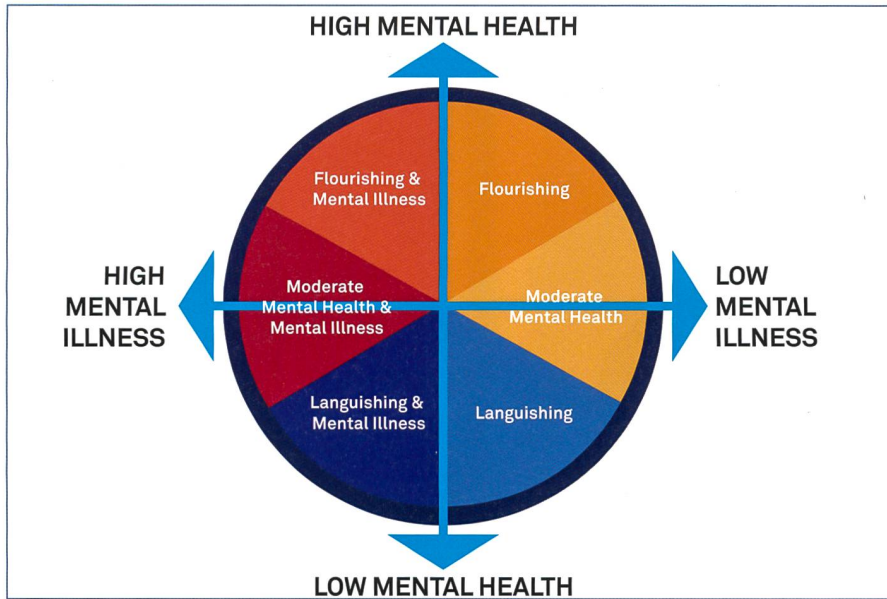 HIGH MENTAL HEALTH
Flourishing &
Mental Illness
Flourishing
HIGH
MENTAL
ILLNESS
Moderate
Mental Health &
Mental Illness
Moderate
Mental Health
LOW
MENTAL
ILLNESS
Languishing &
Mental Illness
Languishing
LOW MENTAL HEALTH